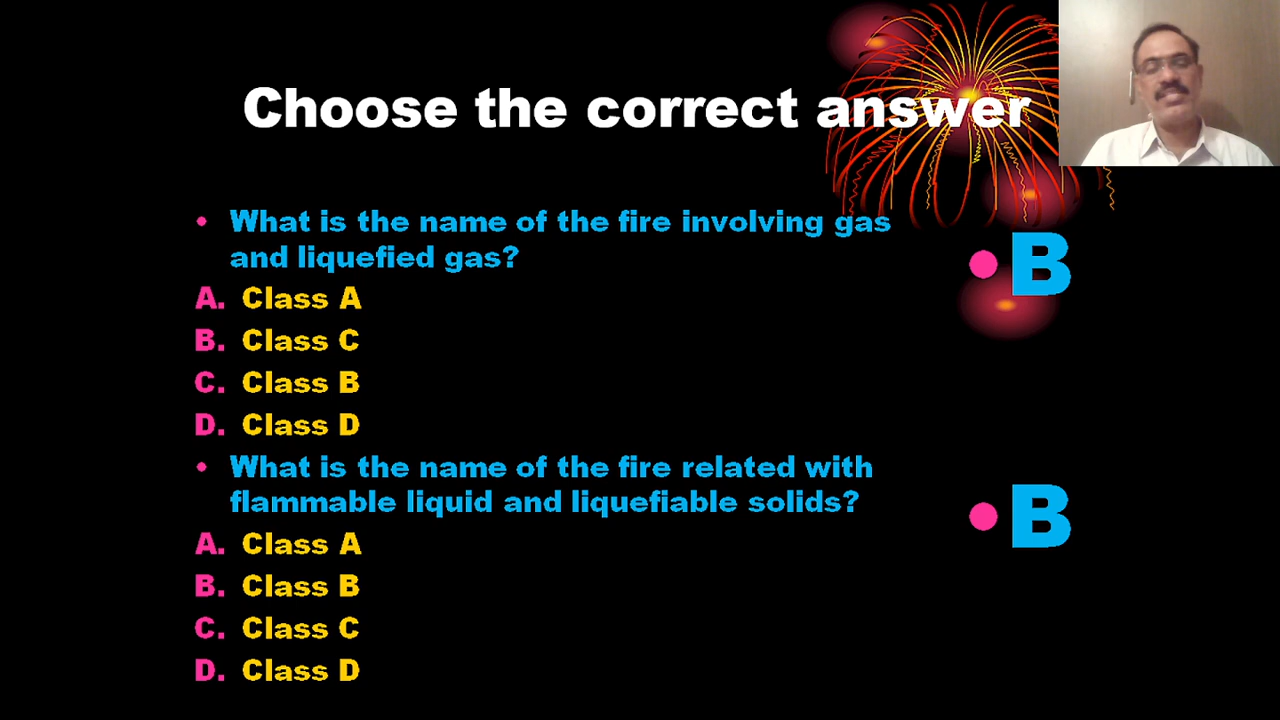 Choose the correct answer
• What is the name of the fire involving gas
and liquefied gas?
A. Class A
B. Class C
C. Class B
D. Class D
• B
• What is the name of the fire related with
flammable liquid and liquefiable solids?
A. Class A
B. Class B
C. Class C
D. Class D
• B